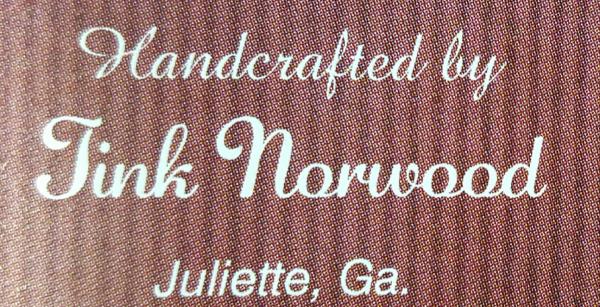 Handcrafted by
Tink Norwood
Juliette, Ga.